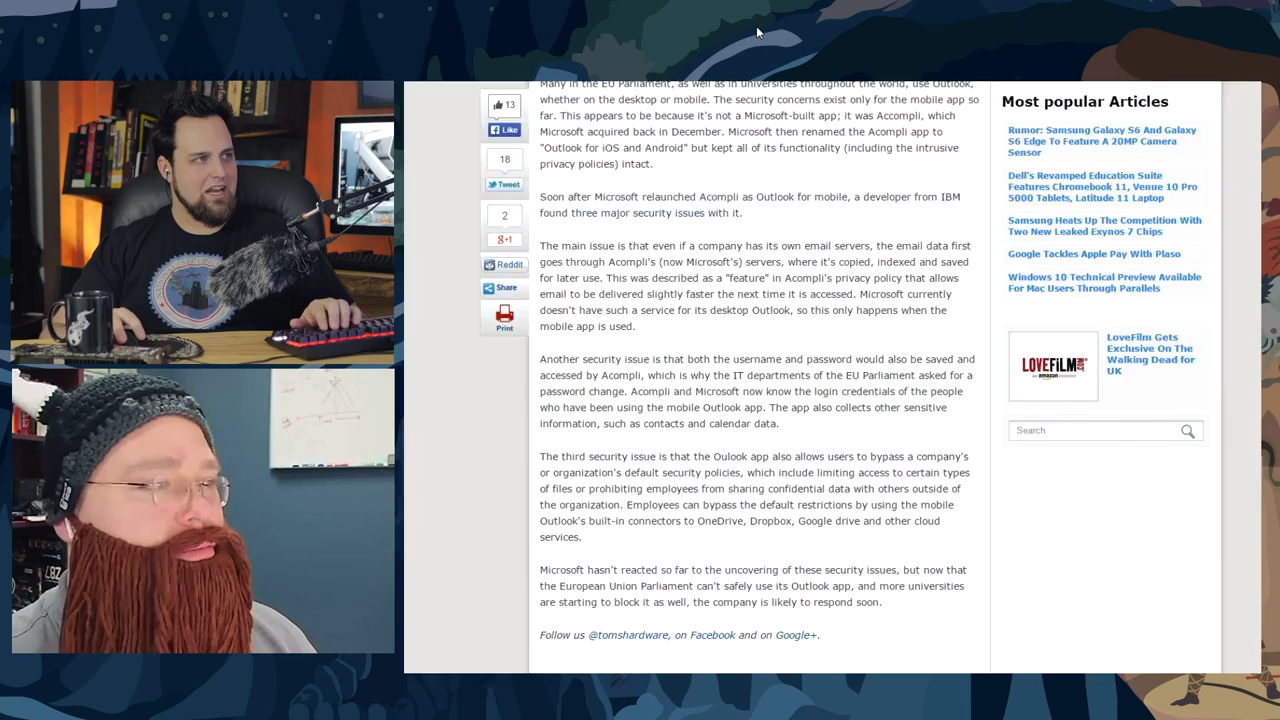 Many in the EU Parliament, as well as in universities throughout the world, use Outlook,
whether on the desktop or mobile. The security concerns exist only for the mobile app so
far. This appears to be because it's not a Microsoft-built app; it was Accompli, which
Microsoft acquired back in December. Microsoft then renamed the Acompli app to
"Outlook for iOS and Android" but kept all of its functionality (including the intrusive
privacy policies) intact.
Soon after Microsoft relaunched Acompli as Outlook for mobile, a developer from IBM
found three major security issues with it.
The main issue is that even if a company has its own email servers, the email data first
goes through Acompli's (now Microsoft's) servers, where it's copied, indexed and saved
for later use. This was described as a "feature" in Acompli's privacy policy that allows
email to be delivered slightly faster the next time it is accessed. Microsoft currently
doesn't have such a service for its desktop Outlook, so this only happens when the
mobile app is used.
Another security issue is that both the username and password would also be saved and
accessed by Acompli, which is why the IT departments of the EU Parliament asked for a
password change. Acompli and Microsoft now know the login credentials of the people
who have been using the mobile Outlook app. The app also collects other sensitive
information, such as contacts and calendar data.
The third security issue is that the Oulook app also allows users to bypass a company's
or organization's default security policies, which include limiting access to certain types
of files or prohibiting employees from sharing confidential data with others outside of
the organization. Employees can bypass the default restrictions by using the mobile
Outlook's built-in connectors to OneDrive, Dropbox, Google drive and other cloud
services.
Microsoft hasn't reacted so far to the uncovering of these security issues, but now that
the European Union Parliament can't safely use its Outlook app, and more universities
are starting to block it as well, the company is likely to respond soon.
Follow us @tomshardware, on Facebook and on Google+.
13
Like
18
Tweet
2
g+1
Reddit
Share
Print
Most popular Articles
Rumor: Samsung Galaxy S6 And Galaxy
S6 Edge To Feature A 20MP Camera
Sensor
Dell's Revamped Education Suite
Features Chromebook 11, Venue 10 Pro
5000 Tablets, Latitude 11 Laptop
Samsung Heats Up The Competition With
Two New Leaked Exynos 7 Chips
Google Tackles Apple Pay With Plaso
Windows 10 Technical Preview Available
For Mac Users Through Parallels
LOVEFiLM.com
an amazon company
LoveFilm Gets
Exclusive On The
Walking Dead for
UK
Search